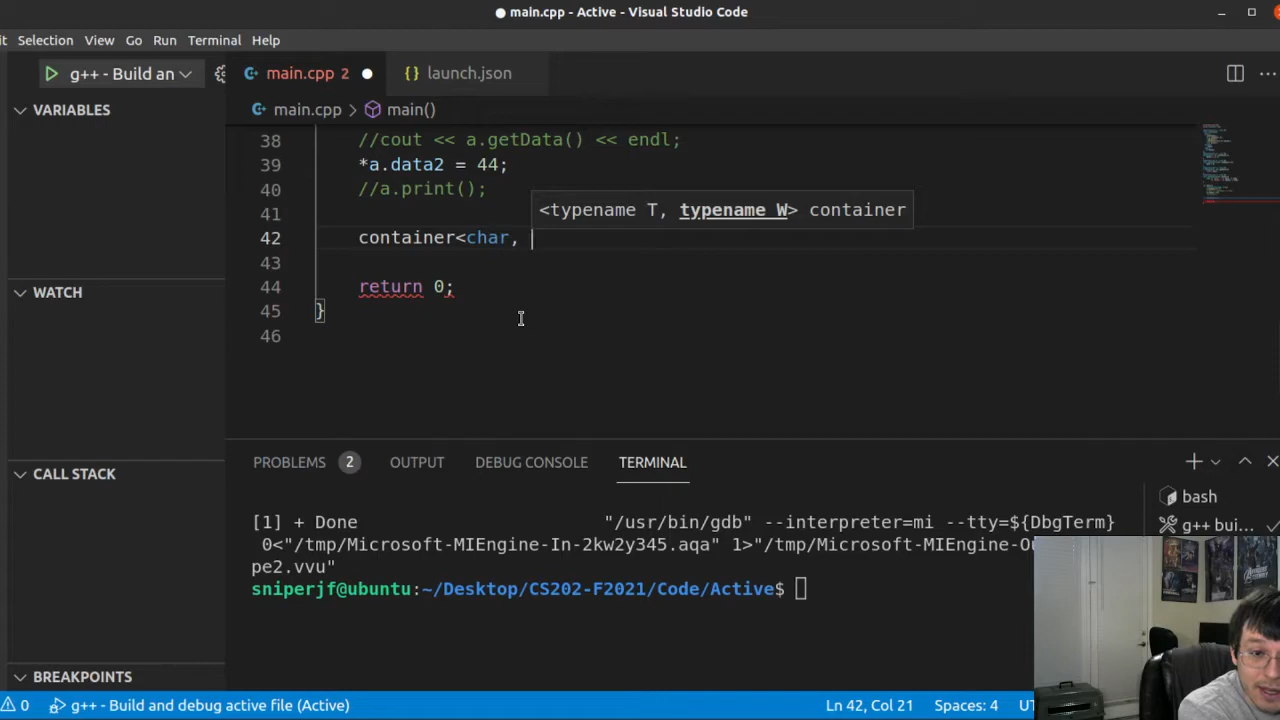 main.cpp - Active - Visual Studio Code
it Selection View Go Run Terminal Help
g++ - Build an
main.cpp 2
launch.json
VARIABLES
main.cpp > main()
38 //cout << a.getData() << endl;
39 *a.data2 = 44;
40 //a.print();
41
<typename T, typename W> container
42 container<char,
43
44 return 0;
45 }
46
WATCH
CALL STACK
PROBLEMS 2 OUTPUT DEBUG CONSOLE TERMINAL
bash
g++ bui...
[1] + Done "/usr/bin/gdb" --interpreter=mi --tty=${DbgTerm}
0<"/tmp/Microsoft-MIEngine-In-2kw2y345.aqa" 1>"/tmp/Microsoft-MIEngine-Ou
pe2.vvu"
sniperjf@ubuntu:~/Desktop/CS202-F2021/Code/Active$
BREAKPOINTS
0 Build and debug active file (Active) Ln 42, Col 21 Spaces: 4 UT